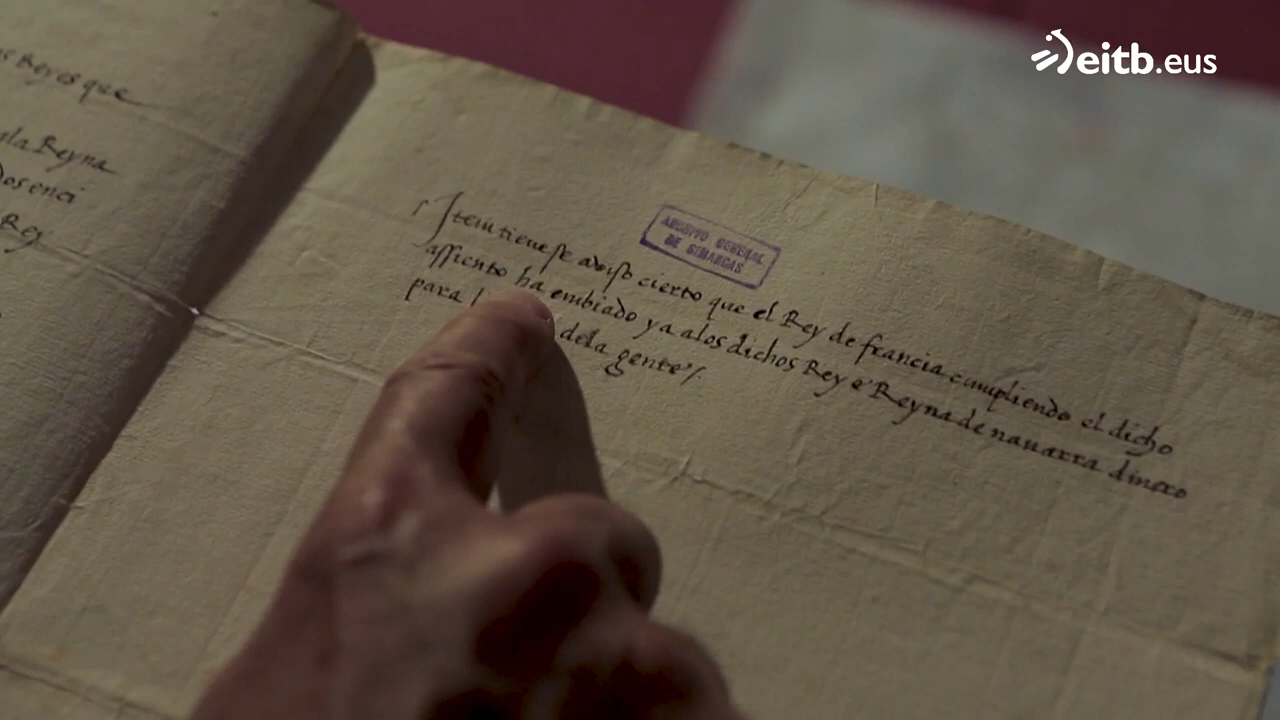 eitb.eus
s Reyes que
la Reyna
Rey
ARCHIVO GENERAL
DE SIMANCAS
Item tienese aviso cierto que el Rey de francia cumpliendo el dicho
assiento ha embiado ya a los dichos Rey e Reyna de nauarra dinero
para dela gente